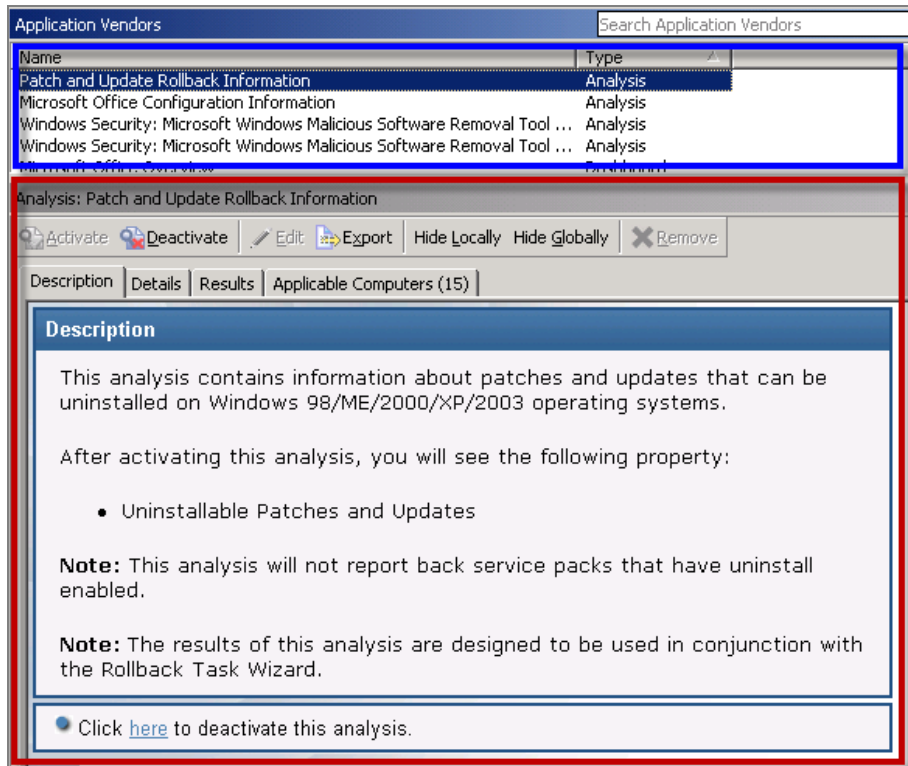 Application Vendors Search Application Vendors
Name Type
Patch and Update Rollback Information Analysis
Microsoft Office Configuration Information Analysis
Windows Security: Microsoft Windows Malicious Software Removal Tool ... Analysis
Windows Security: Microsoft Windows Malicious Software Removal Tool ... Analysis
Microsoft Office Overview Dashboard
Analysis: Patch and Update Rollback Information
Activate Deactivate Edit Export Hide Locally Hide Globally Remove
Description Details Results Applicable Computers (15)
Description
This analysis contains information about patches and updates that can be
uninstalled on Windows 98/ME/2000/XP/2003 operating systems.
After activating this analysis, you will see the following property:
• Uninstallable Patches and Updates
Note: This analysis will not report back service packs that have uninstall
enabled.
Note: The results of this analysis are designed to be used in conjunction with
the Rollback Task Wizard.
Click here to deactivate this analysis.